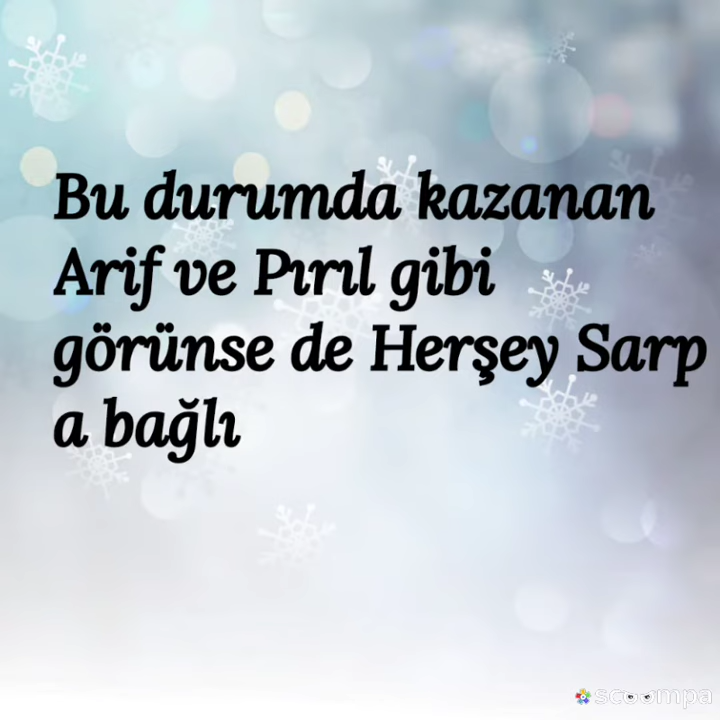 Bu durumda kazanan
Arif ve Pırıl gibi
görünse de Herşey Sarp
a bağlı
scoompa